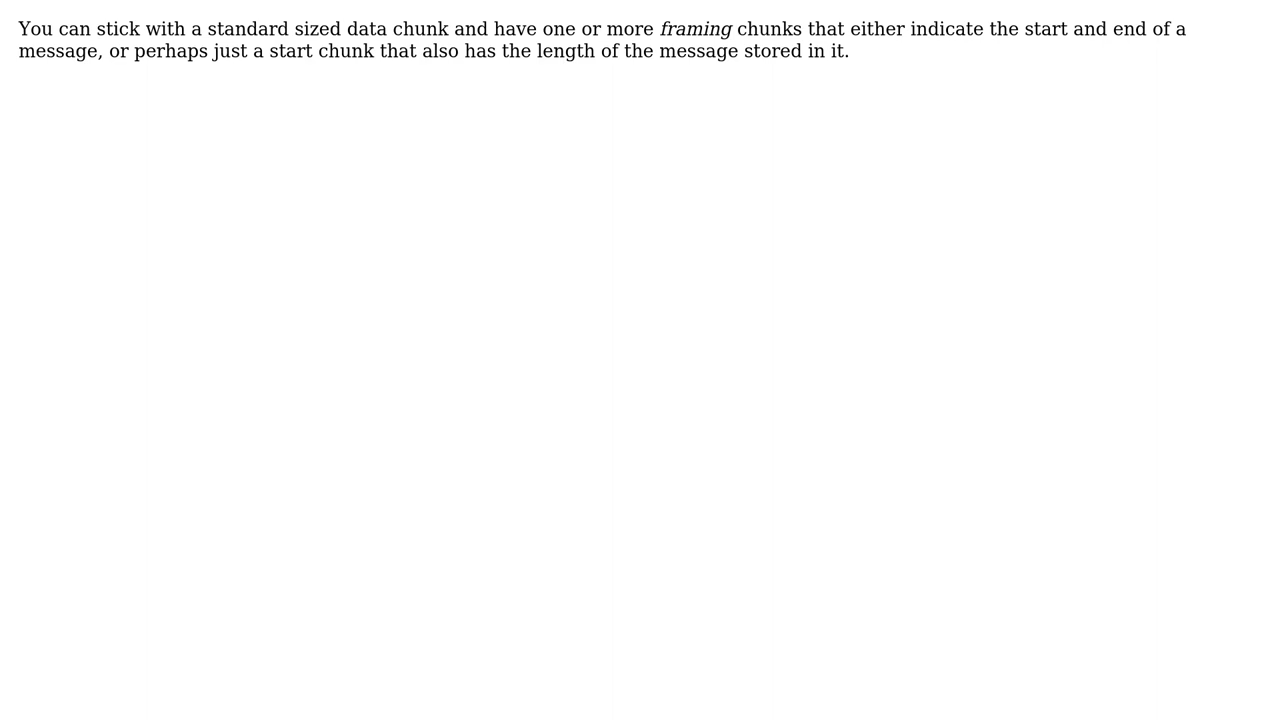 You can stick with a standard sized data chunk and have one or more framing chunks that either indicate the start and end of a
message, or perhaps just a start chunk that also has the length of the message stored in it.